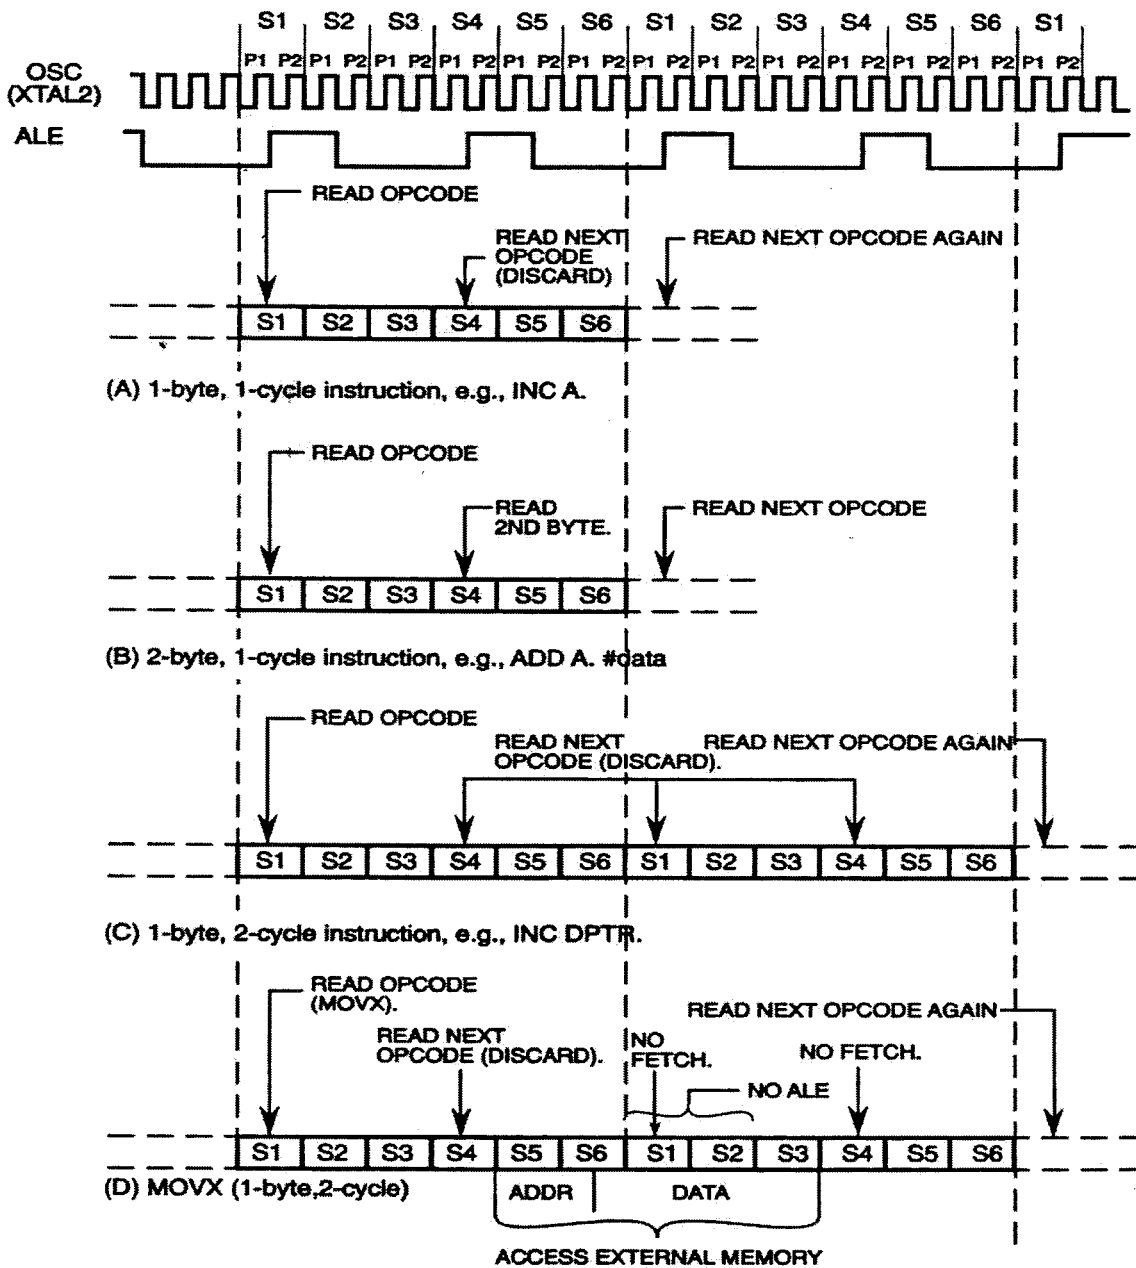 S1 S2 S3 S4 S5 S6 S1 S2 S3 S4 S5 S6 S1
P1 P2 P1 P2 P1 P2 P1 P2 P1 P2 P1 P2 P1 P2 P1 P2 P1 P2 P1 P2 P1 P2 P1 P2 P1 P2
OSC
(XTAL2)
ALE
READ OPCODE
READ NEXT
OPCODE
(DISCARD)
READ NEXT OPCODE AGAIN
S1 S2 S3 S4 S5 S6
(A) 1-byte, 1-cycle instruction, e.g., INC A.
READ OPCODE
READ
2ND BYTE.
READ NEXT OPCODE
S1 S2 S3 S4 S5 S6
(B) 2-byte, 1-cycle instruction, e.g., ADD A. #data
READ OPCODE
READ NEXT
OPCODE (DISCARD).
READ NEXT OPCODE AGAIN
S1 S2 S3 S4 S5 S6 S1 S2 S3 S4 S5 S6
(C) 1-byte, 2-cycle instruction, e.g., INC DPTR.
READ OPCODE
(MOVX).
READ NEXT
OPCODE (DISCARD).
NO
FETCH.
NO FETCH.
READ NEXT OPCODE AGAIN
NO ALE
S1 S2 S3 S4 S5 S6 S1 S2 S3 S4 S5 S6
(D) MOVX (1-byte,2-cycle)
ADDR
DATA
ACCESS EXTERNAL MEMORY